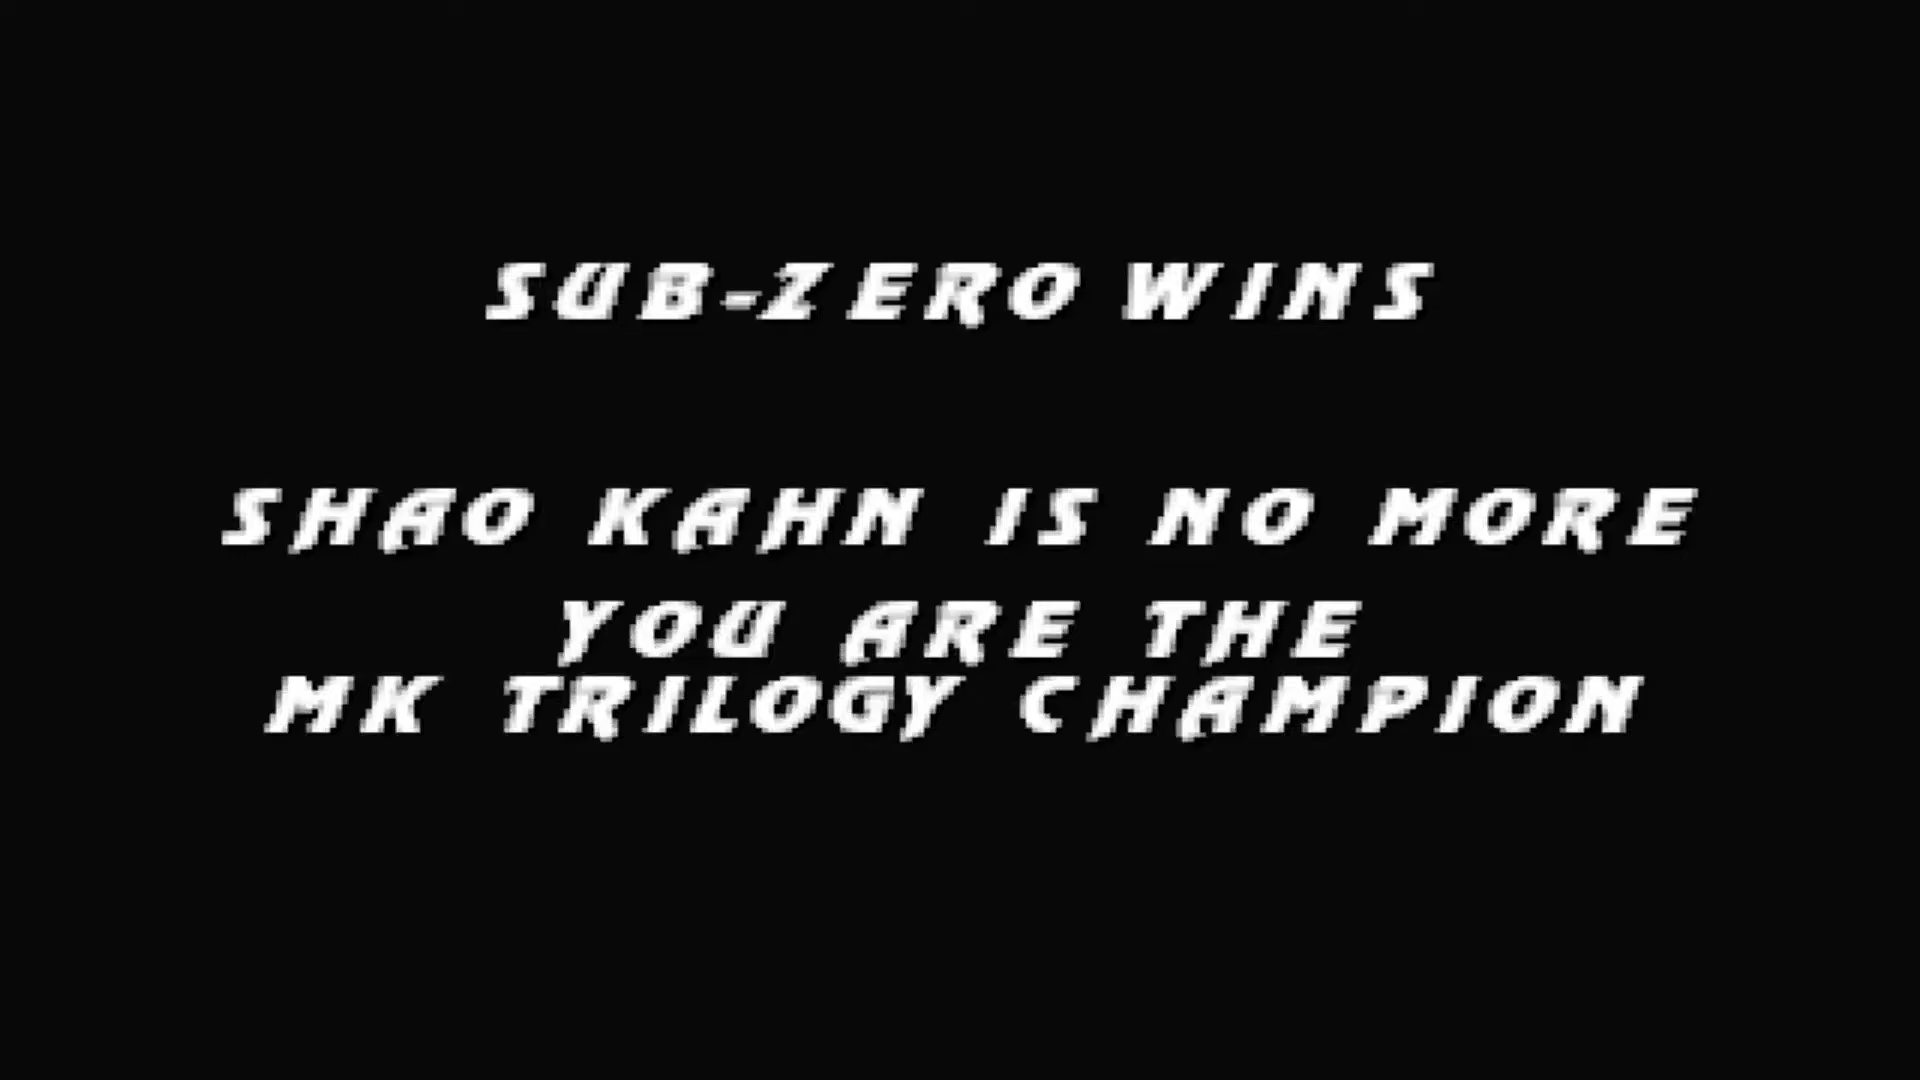 SUB-ZERO WINS
SHAO KAHN IS NO MORE
YOU ARE THE
MK TRILOGY CHAMPION